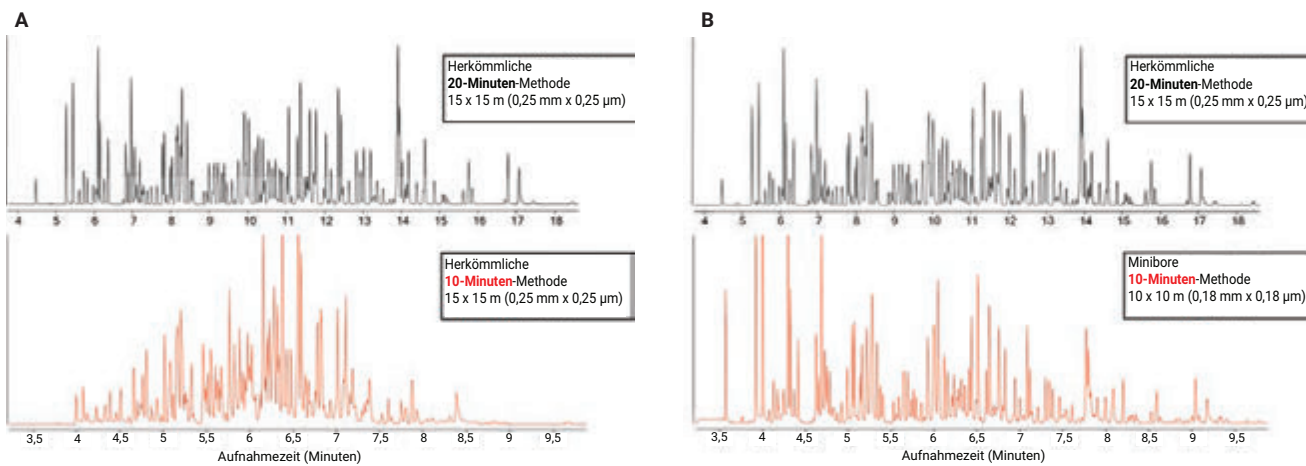 A
Herkömmliche
20-Minuten-Methode
15 x 15 m (0,25 mm x 0,25 µm)
4 5 6 7 8 9 10 11 12 13 14 15 16 17 18
Herkömmliche
10-Minuten-Methode
15 x 15 m (0,25 mm x 0,25 µm)
3,5 4 4,5 5 5,5 6 6,5 7 7,5 8 8,5 9 9,5
Aufnahmezeit (Minuten)
B
Herkömmliche
20-Minuten-Methode
15 x 15 m (0,25 mm x 0,25 µm)
4 5 6 7 8 9 10 11 12 13 14 15 16 17 18
Minibore
10-Minuten-Methode
10 x 10 m (0,18 mm x 0,18 µm)
3,5 4 4,5 5 5,5 6 6,5 7 7,5 8 8,5 9 9,5
Aufnahmezeit (Minuten)